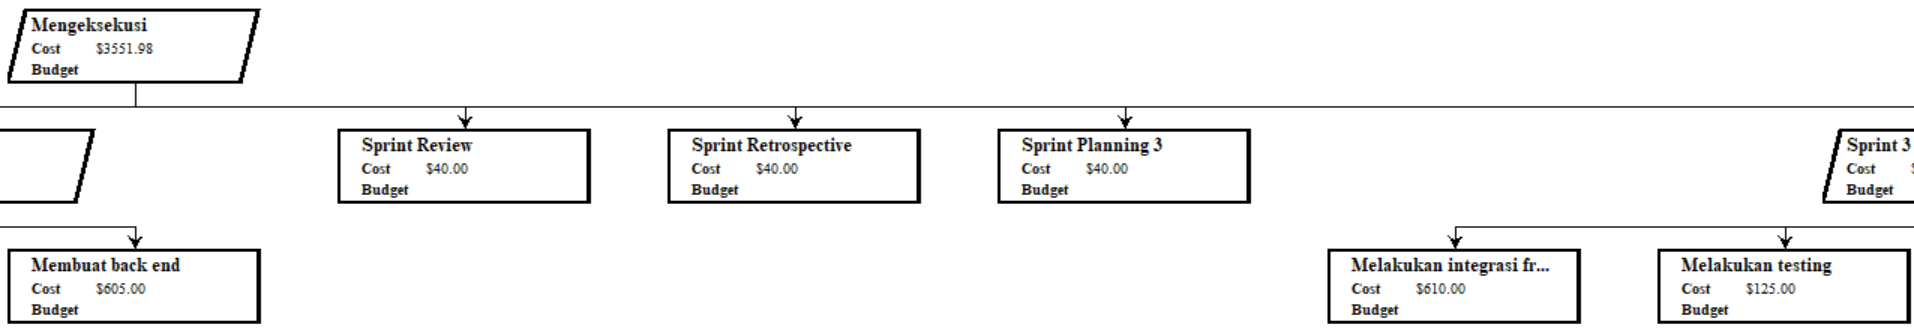 Mengeksekusi
Cost $3551.98
Budget
Sprint Review
Cost $40.00
Budget
Sprint Retrospective
Cost $40.00
Budget
Sprint Planning 3
Cost $40.00
Budget
Sprint 3
Cost
Budget
Membuat back end
Cost $605.00
Budget
Melakukan integrasi fr...
Cost $610.00
Budget
Melakukan testing
Cost $125.00
Budget